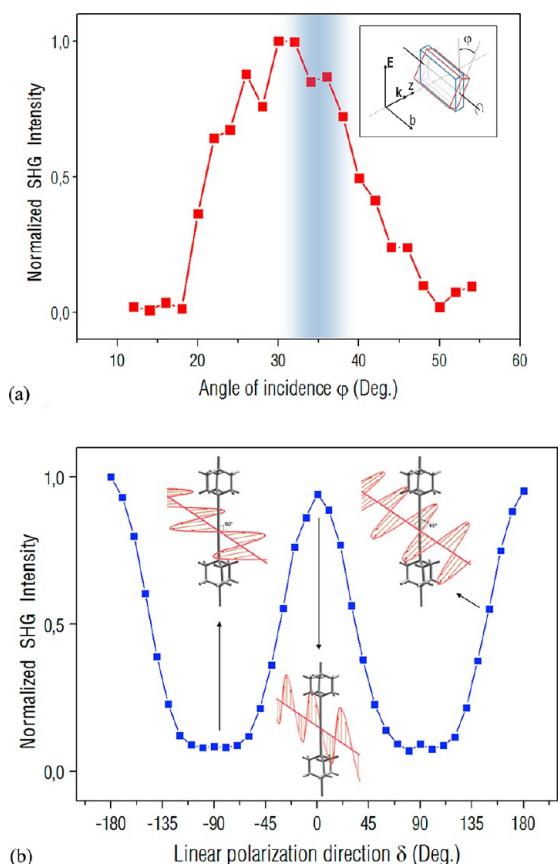 1,0
0,5
0,0
Normalized SHG Intensity
E
k
z
b
φ
10 20 30 40 50 60
Angle of incidence φ (Deg.)
(a)
1,0
0,5
0,0
Normalized SHG Intensity
90°
45°
-180 -135 -90 -45 0 45 90 135 180
Linear polarization direction δ (Deg.)
(b)